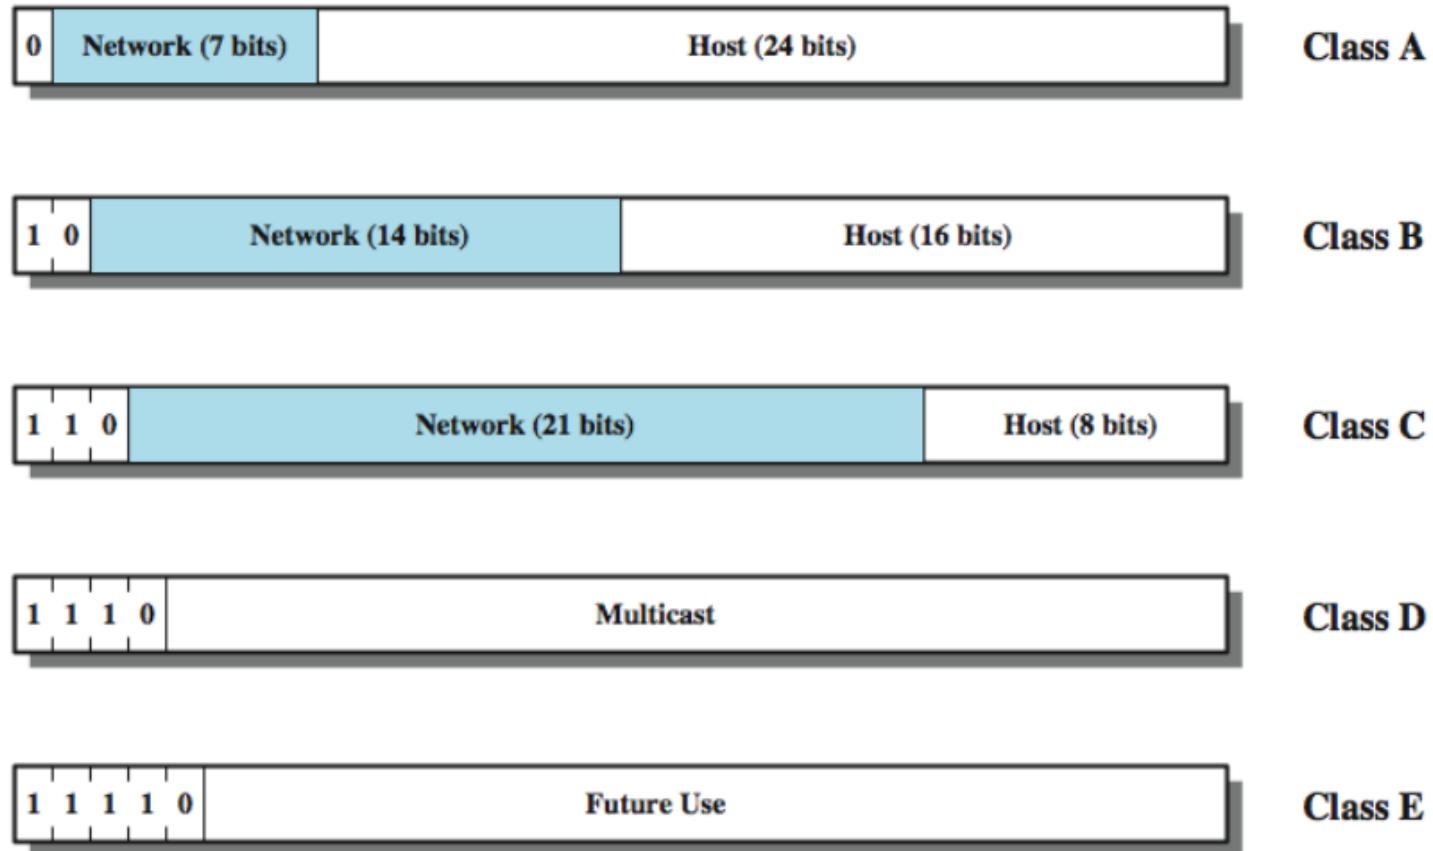 0 Network (7 bits) Host (24 bits) Class A
1 0 Network (14 bits) Host (16 bits) Class B
1 1 0 Network (21 bits) Host (8 bits) Class C
1 1 1 0 Multicast Class D
1 1 1 1 0 Future Use Class E